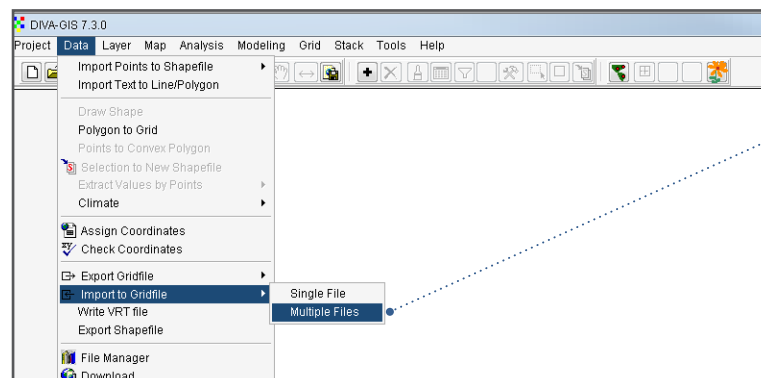 DIVA-GIS 7.3.0
Project Data Layer Map Analysis Modeling Grid Stack Tools Help
Import Points to Shapefile
Import Text to Line/Polygon
Draw Shape
Polygon to Grid
Points to Convex Polygon
Selection to New Shapefile
Extract Values by Points
Climate
Assign Coordinates
Check Coordinates
Export Gridfile
Import to Gridfile
Single File
Write VRT file
Multiple Files
Export Shapefile
File Manager
Download